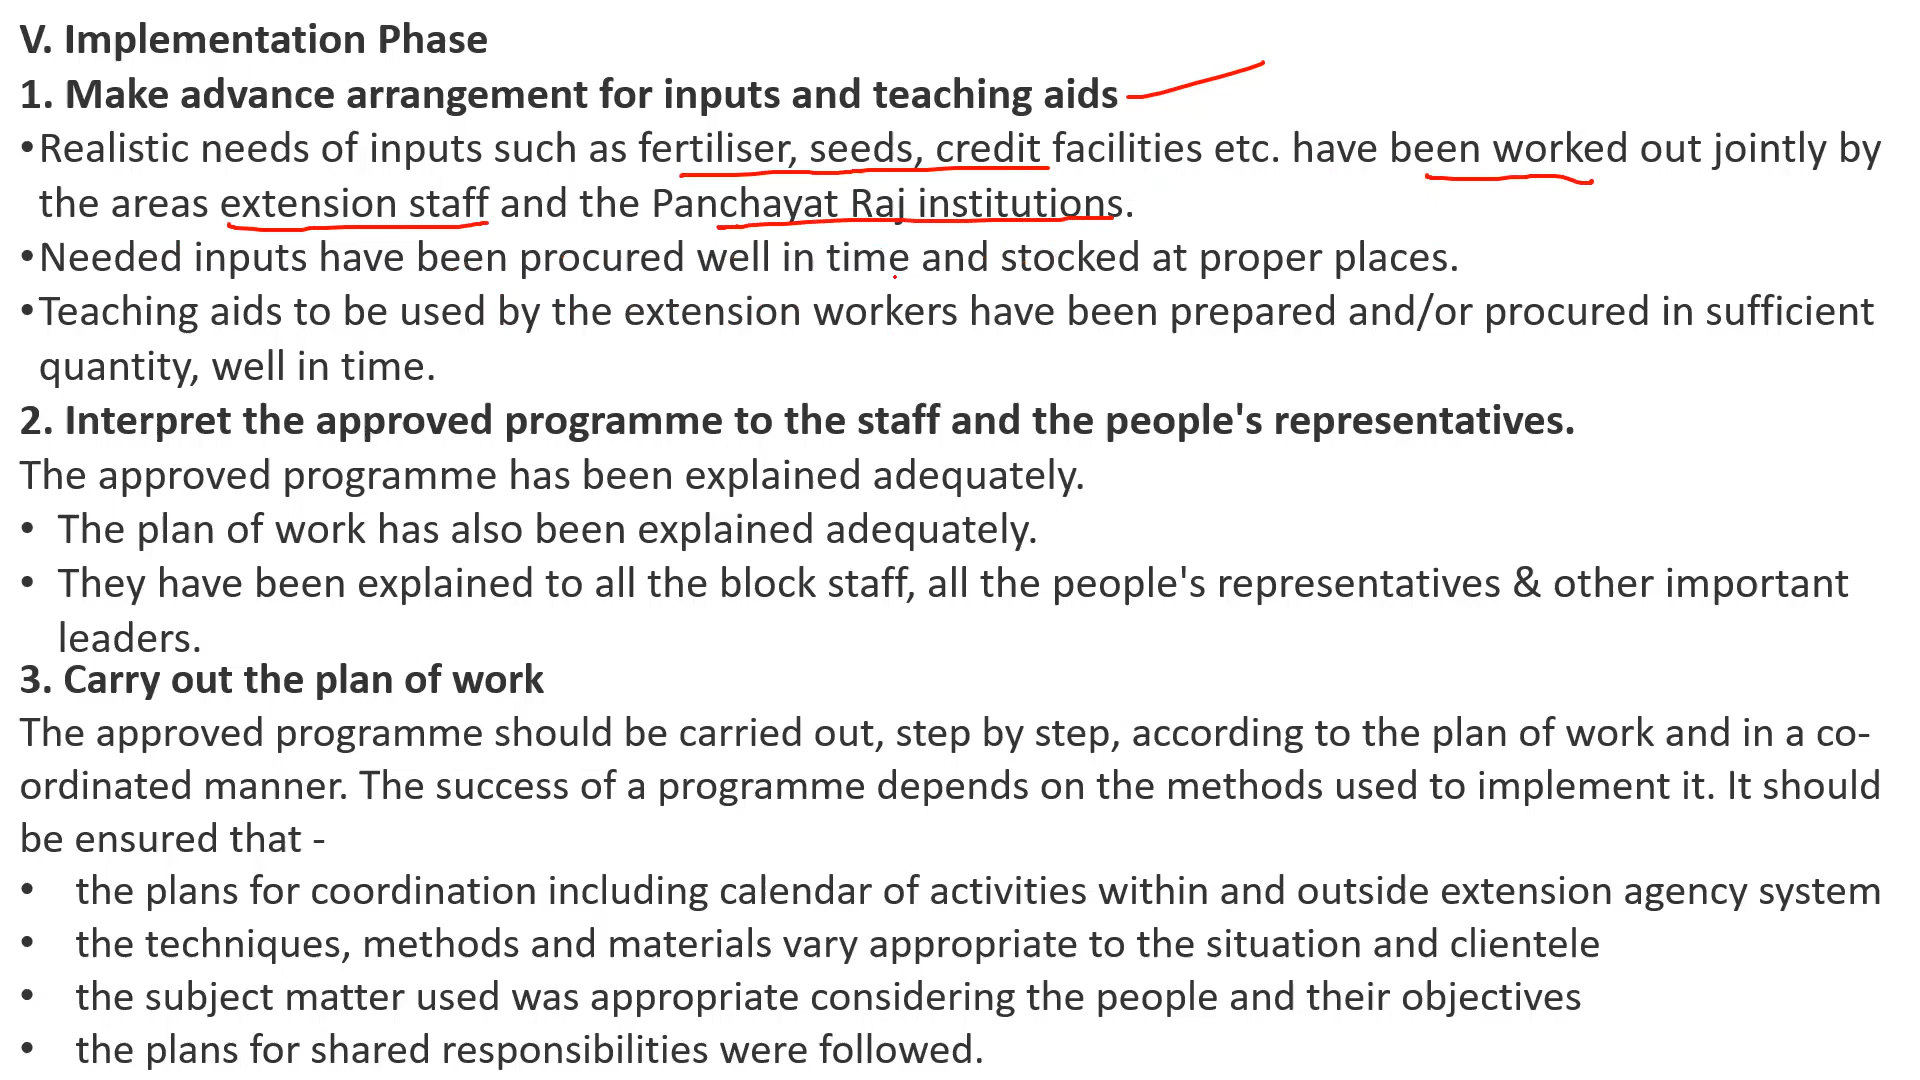 V. Implementation Phase
1. Make advance arrangement for inputs and teaching aids
•Realistic needs of inputs such as fertiliser, seeds, credit facilities etc. have been worked out jointly by
the areas extension staff and the Panchayat Raj institutions.
•Needed inputs have been procured well in time and stocked at proper places.
•Teaching aids to be used by the extension workers have been prepared and/or procured in sufficient
quantity, well in time.
2. Interpret the approved programme to the staff and the people's representatives.
The approved programme has been explained adequately.
• The plan of work has also been explained adequately.
• They have been explained to all the block staff, all the people's representatives & other important
leaders.
3. Carry out the plan of work
The approved programme should be carried out, step by step, according to the plan of work and in a co-
ordinated manner. The success of a programme depends on the methods used to implement it. It should
be ensured that -
• the plans for coordination including calendar of activities within and outside extension agency system
• the techniques, methods and materials vary appropriate to the situation and clientele
• the subject matter used was appropriate considering the people and their objectives
• the plans for shared responsibilities were followed.